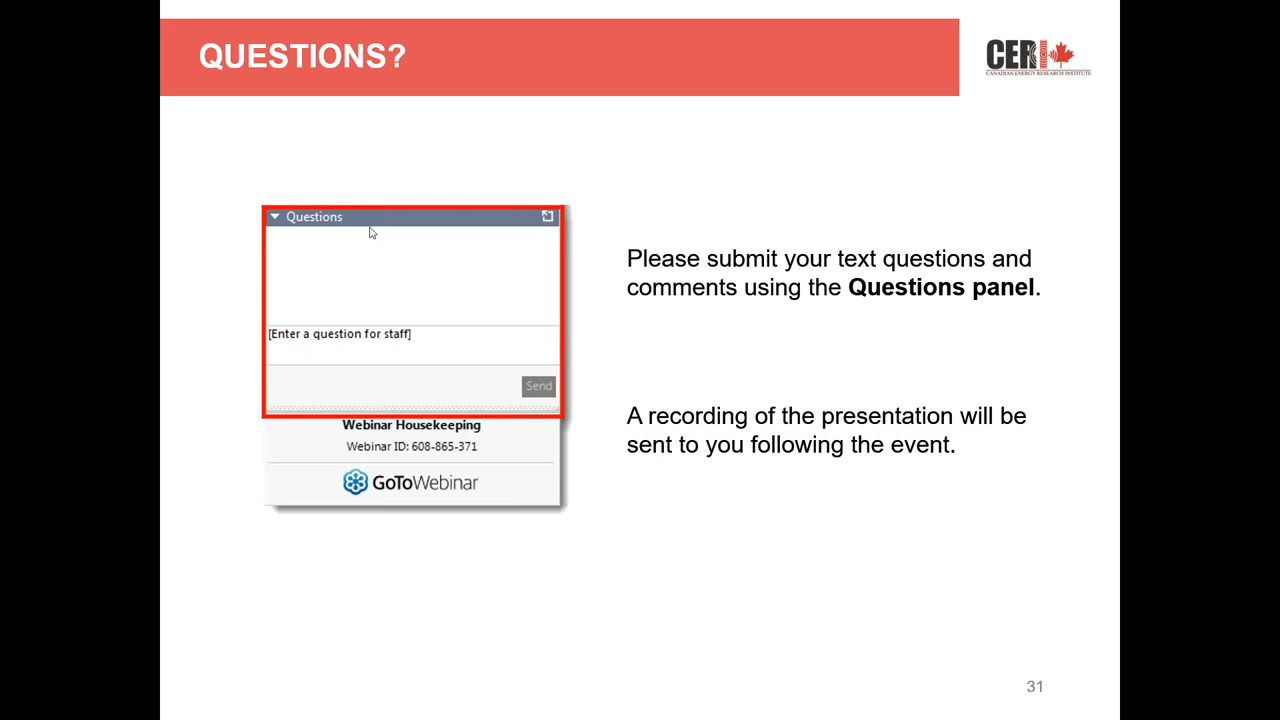 QUESTIONS?
CERI
CANADIAN ENERGY RESEARCH INSTITUTE
Questions
[Enter a question for staff]
Send
Webinar Housekeeping
Webinar ID: 608-865-371
GoToWebinar
Please submit your text questions and
comments using the Questions panel.
A recording of the presentation will be
sent to you following the event.
31